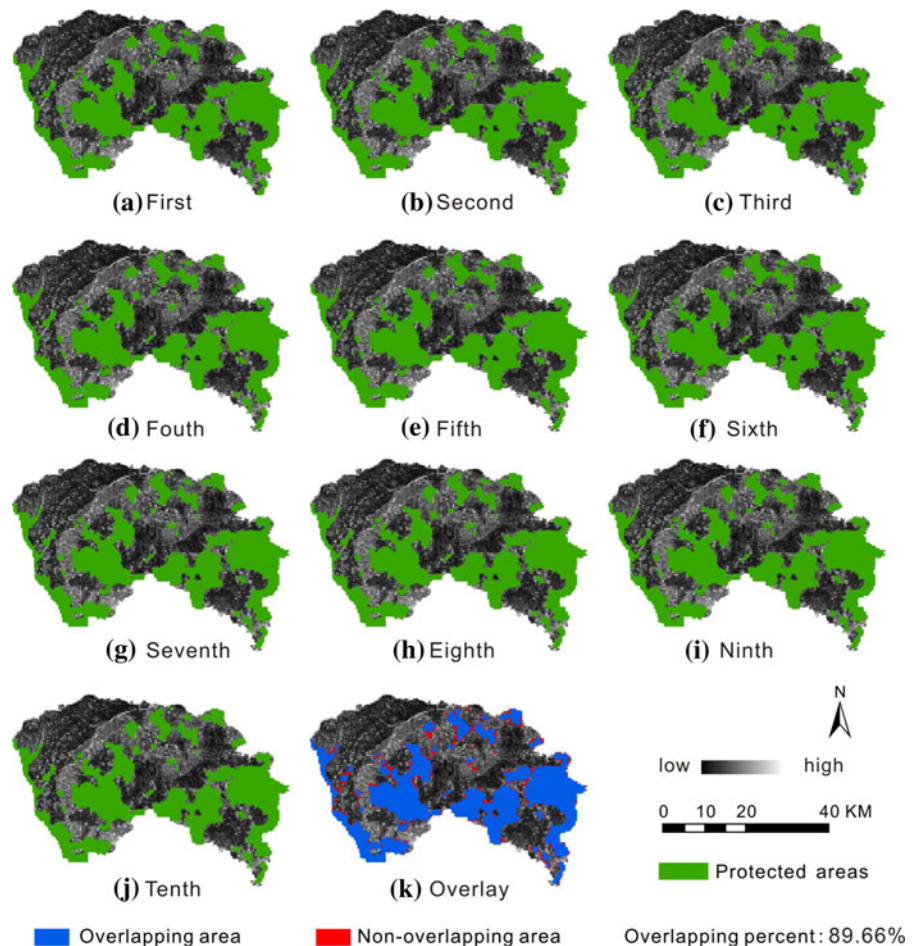 (a) First
(b) Second
(c) Third
(d) Fouth
(e) Fifth
(f) Sixth
(g) Seventh
(h) Eighth
(i) Ninth
N
low high
0 10 20 40 KM
(j) Tenth
(k) Overlay
Protected areas
Overlapping area
Non-overlapping area
Overlapping percent: 89.66%